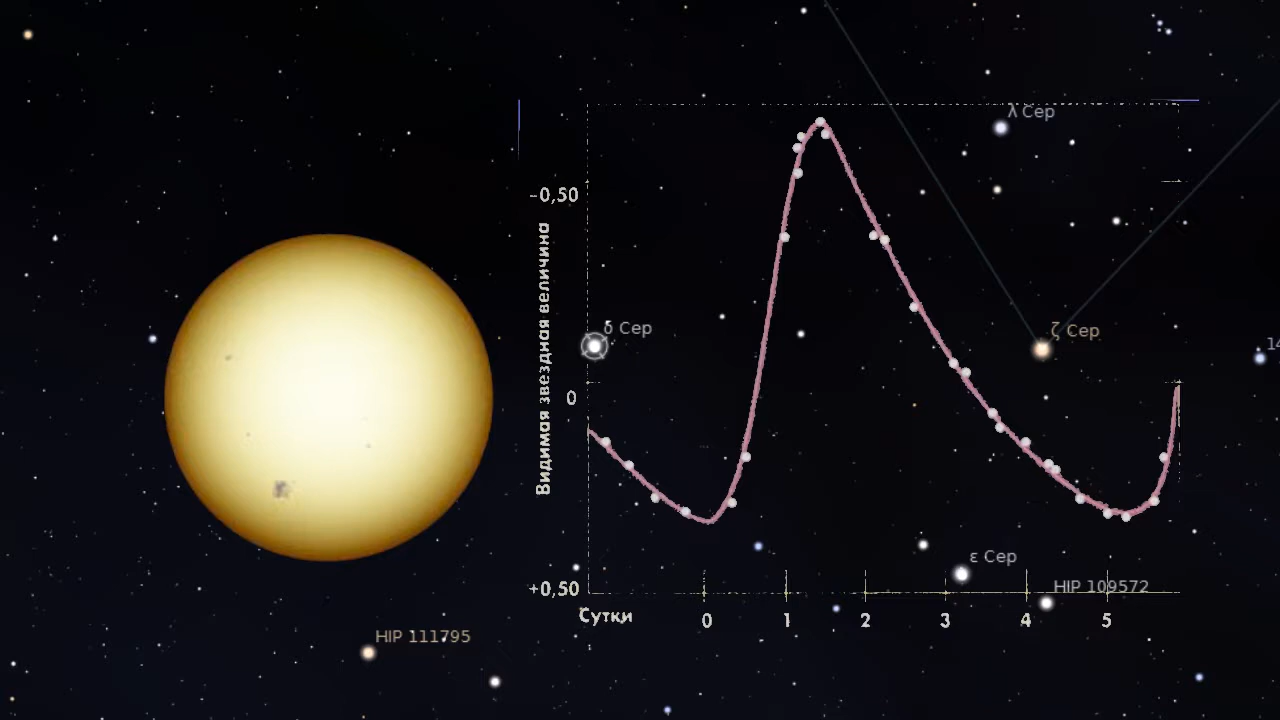 λ Cep
-0,50
Видимая звездная величина
δ Cep
ζ Cep
14
0
ε Cep
+0,50
HIP 109572
Сутки
0 1 2 3 4 5
HIP 111795